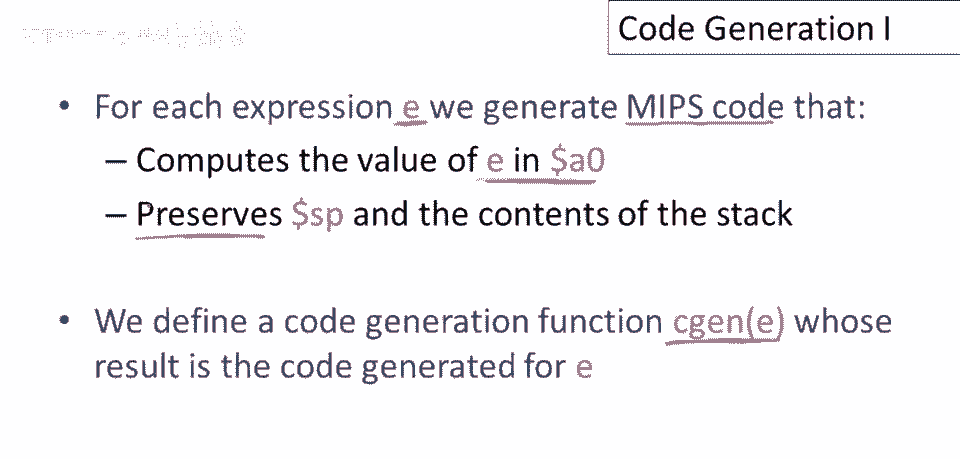 Code Generation I
• For each expression e we generate MIPS code that:
– Computes the value of e in $a0
– Preserves $sp and the contents of the stack
• We define a code generation function cgen(e) whose
result is the code generated for e